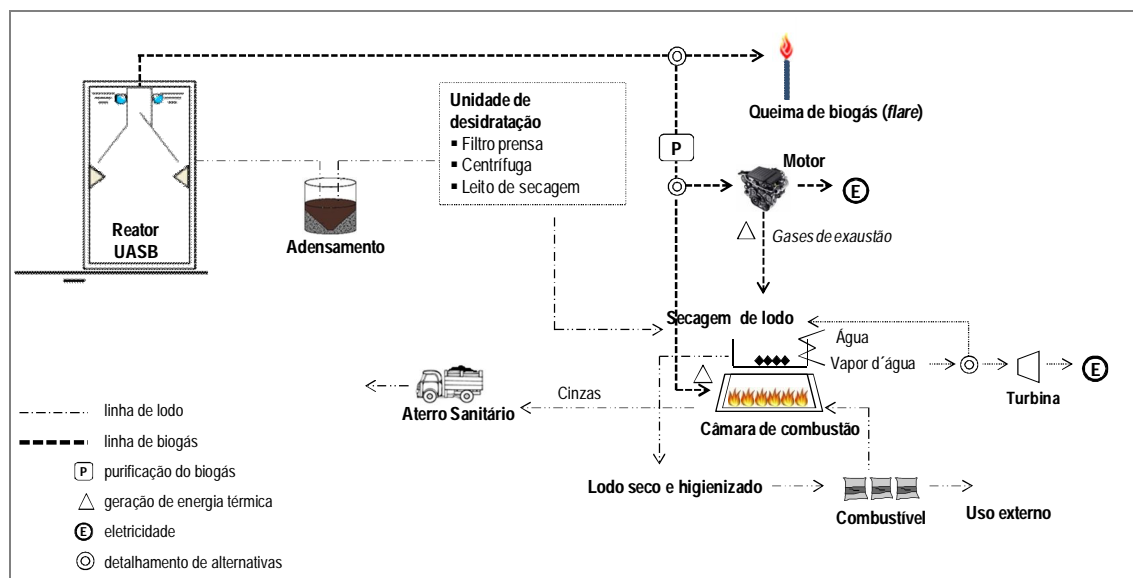 Unidade de
desidratação
▪ Filtro prensa
▪ Centrífuga
▪ Leito de secagem
Queima de biogás (flare)
P
Motor
E
Reator
UASB
Adensamento
Gases de exaustão
Secagem de lodo
Água
Vapor d´água
E
Turbina
Cinzas
Aterro Sanitário
Câmara de combustão
linha de lodo
linha de biogás
P purificação do biogás
geração de energia térmica
E eletricidade
detalhamento de alternativas
Lodo seco e higienizado
Combustível
Uso externo